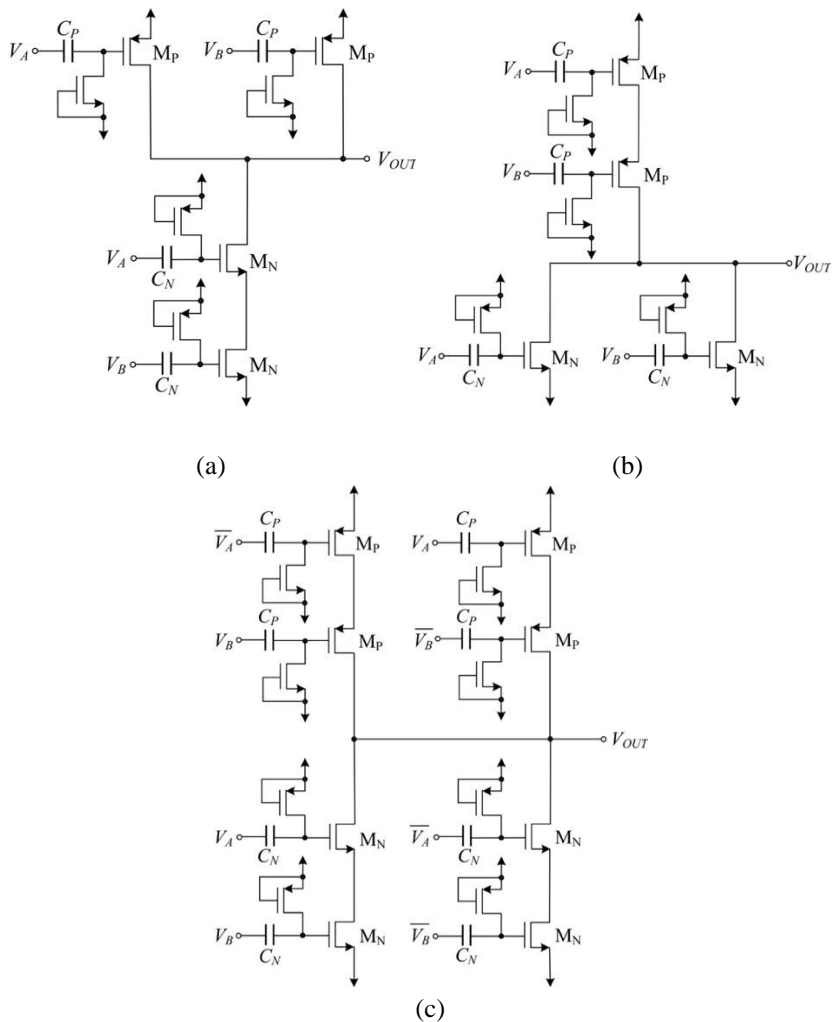 V_A C_P M_P V_B C_P M_P
V_OUT
V_A C_N M_N
V_B C_N M_N
(a)
C_P
V_A M_P
C_P
V_B M_P
V_OUT
V_A C_N M_N V_B C_N M_N
(b)
C_P C_P
V̅_A̅ M_P V_A M_P
C_P C_P
V_B M_P V̅_B̅ M_P
V_OUT
V_A C_N M_N V̅_A̅ C_N M_N
V_B C_N M_N V̅_B̅ C_N M_N
(c)